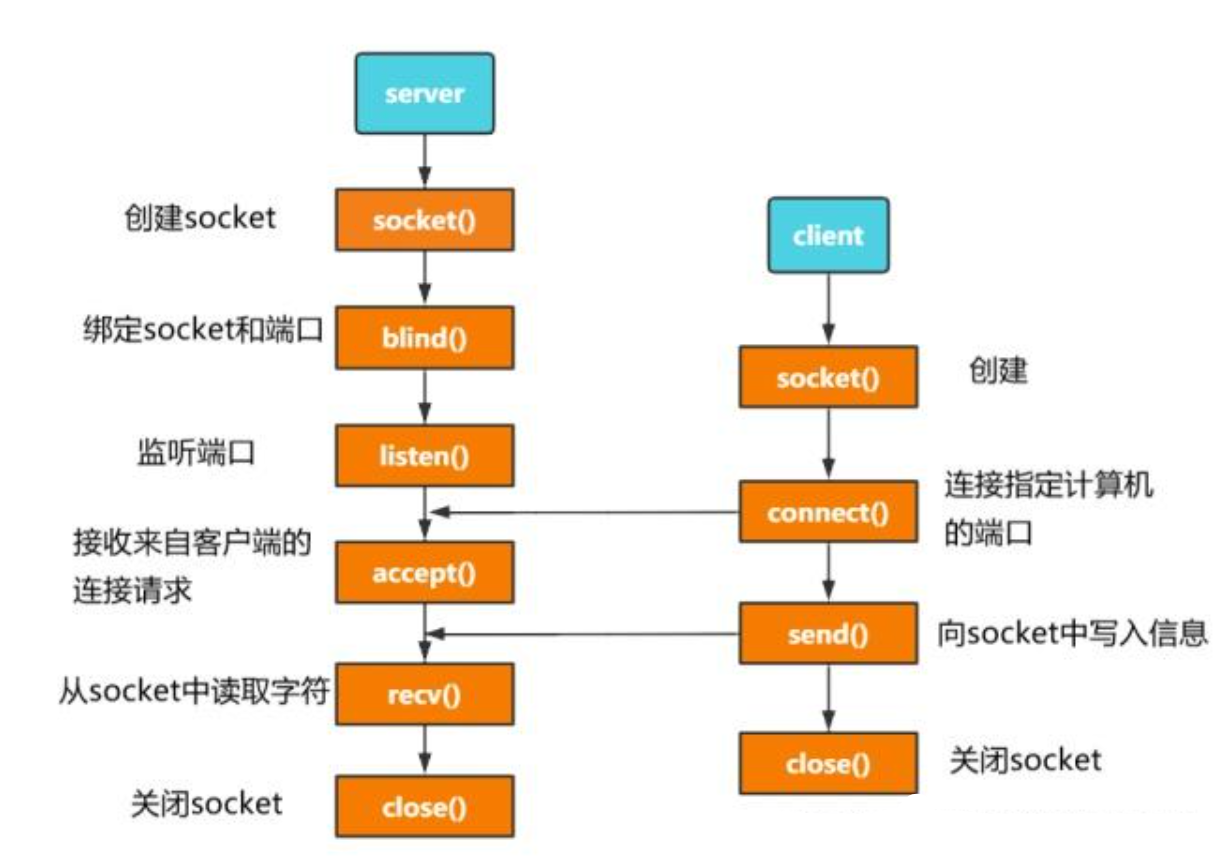 server
创建socket
socket()
绑定socket和端口
blind()
监听端口
listen()
接收来自客户端的
连接请求
accept()
从socket中读取字符
recv()
关闭socket
close()
client
socket()
创建
connect()
连接指定计算机
的端口
send()
向socket中写入信息
close()
关闭socket